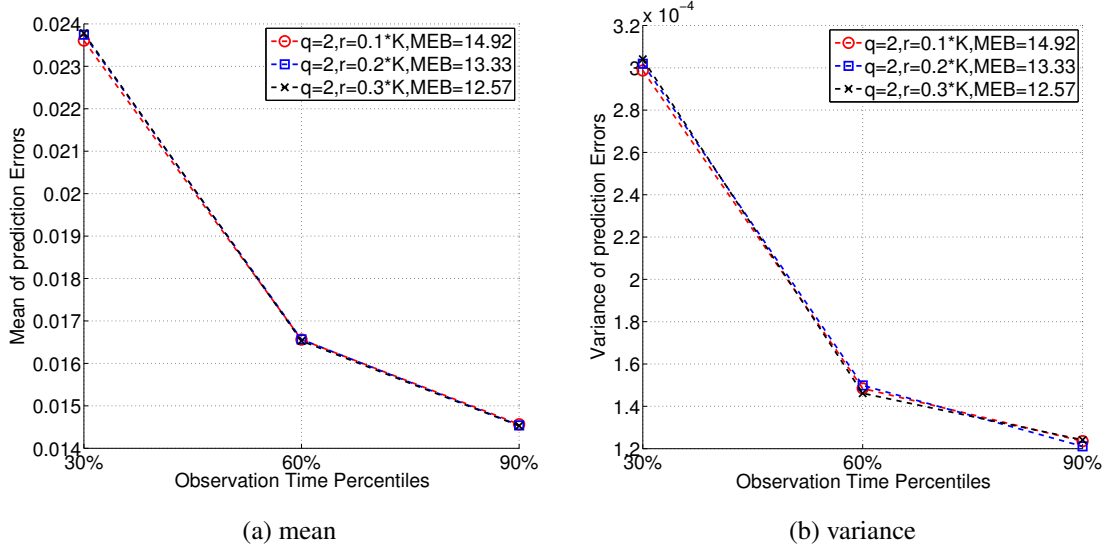 0.024
0.023
0.022
0.021
0.02
0.019
0.018
0.017
0.016
0.015
0.014
30%
60%
90%
Mean of prediction Errors
Observation Time Percentiles
q=2,r=0.1*K,MEB=14.92
q=2,r=0.2*K,MEB=13.33
q=2,r=0.3*K,MEB=12.57
(a) mean
x 10⁻⁴
3.2
3
2.8
2.6
2.4
2.2
2
1.8
1.6
1.4
1.2
30%
60%
90%
Variance of prediction Errors
Observation Time Percentiles
q=2,r=0.1*K,MEB=14.92
q=2,r=0.2*K,MEB=13.33
q=2,r=0.3*K,MEB=12.57
(b) variance